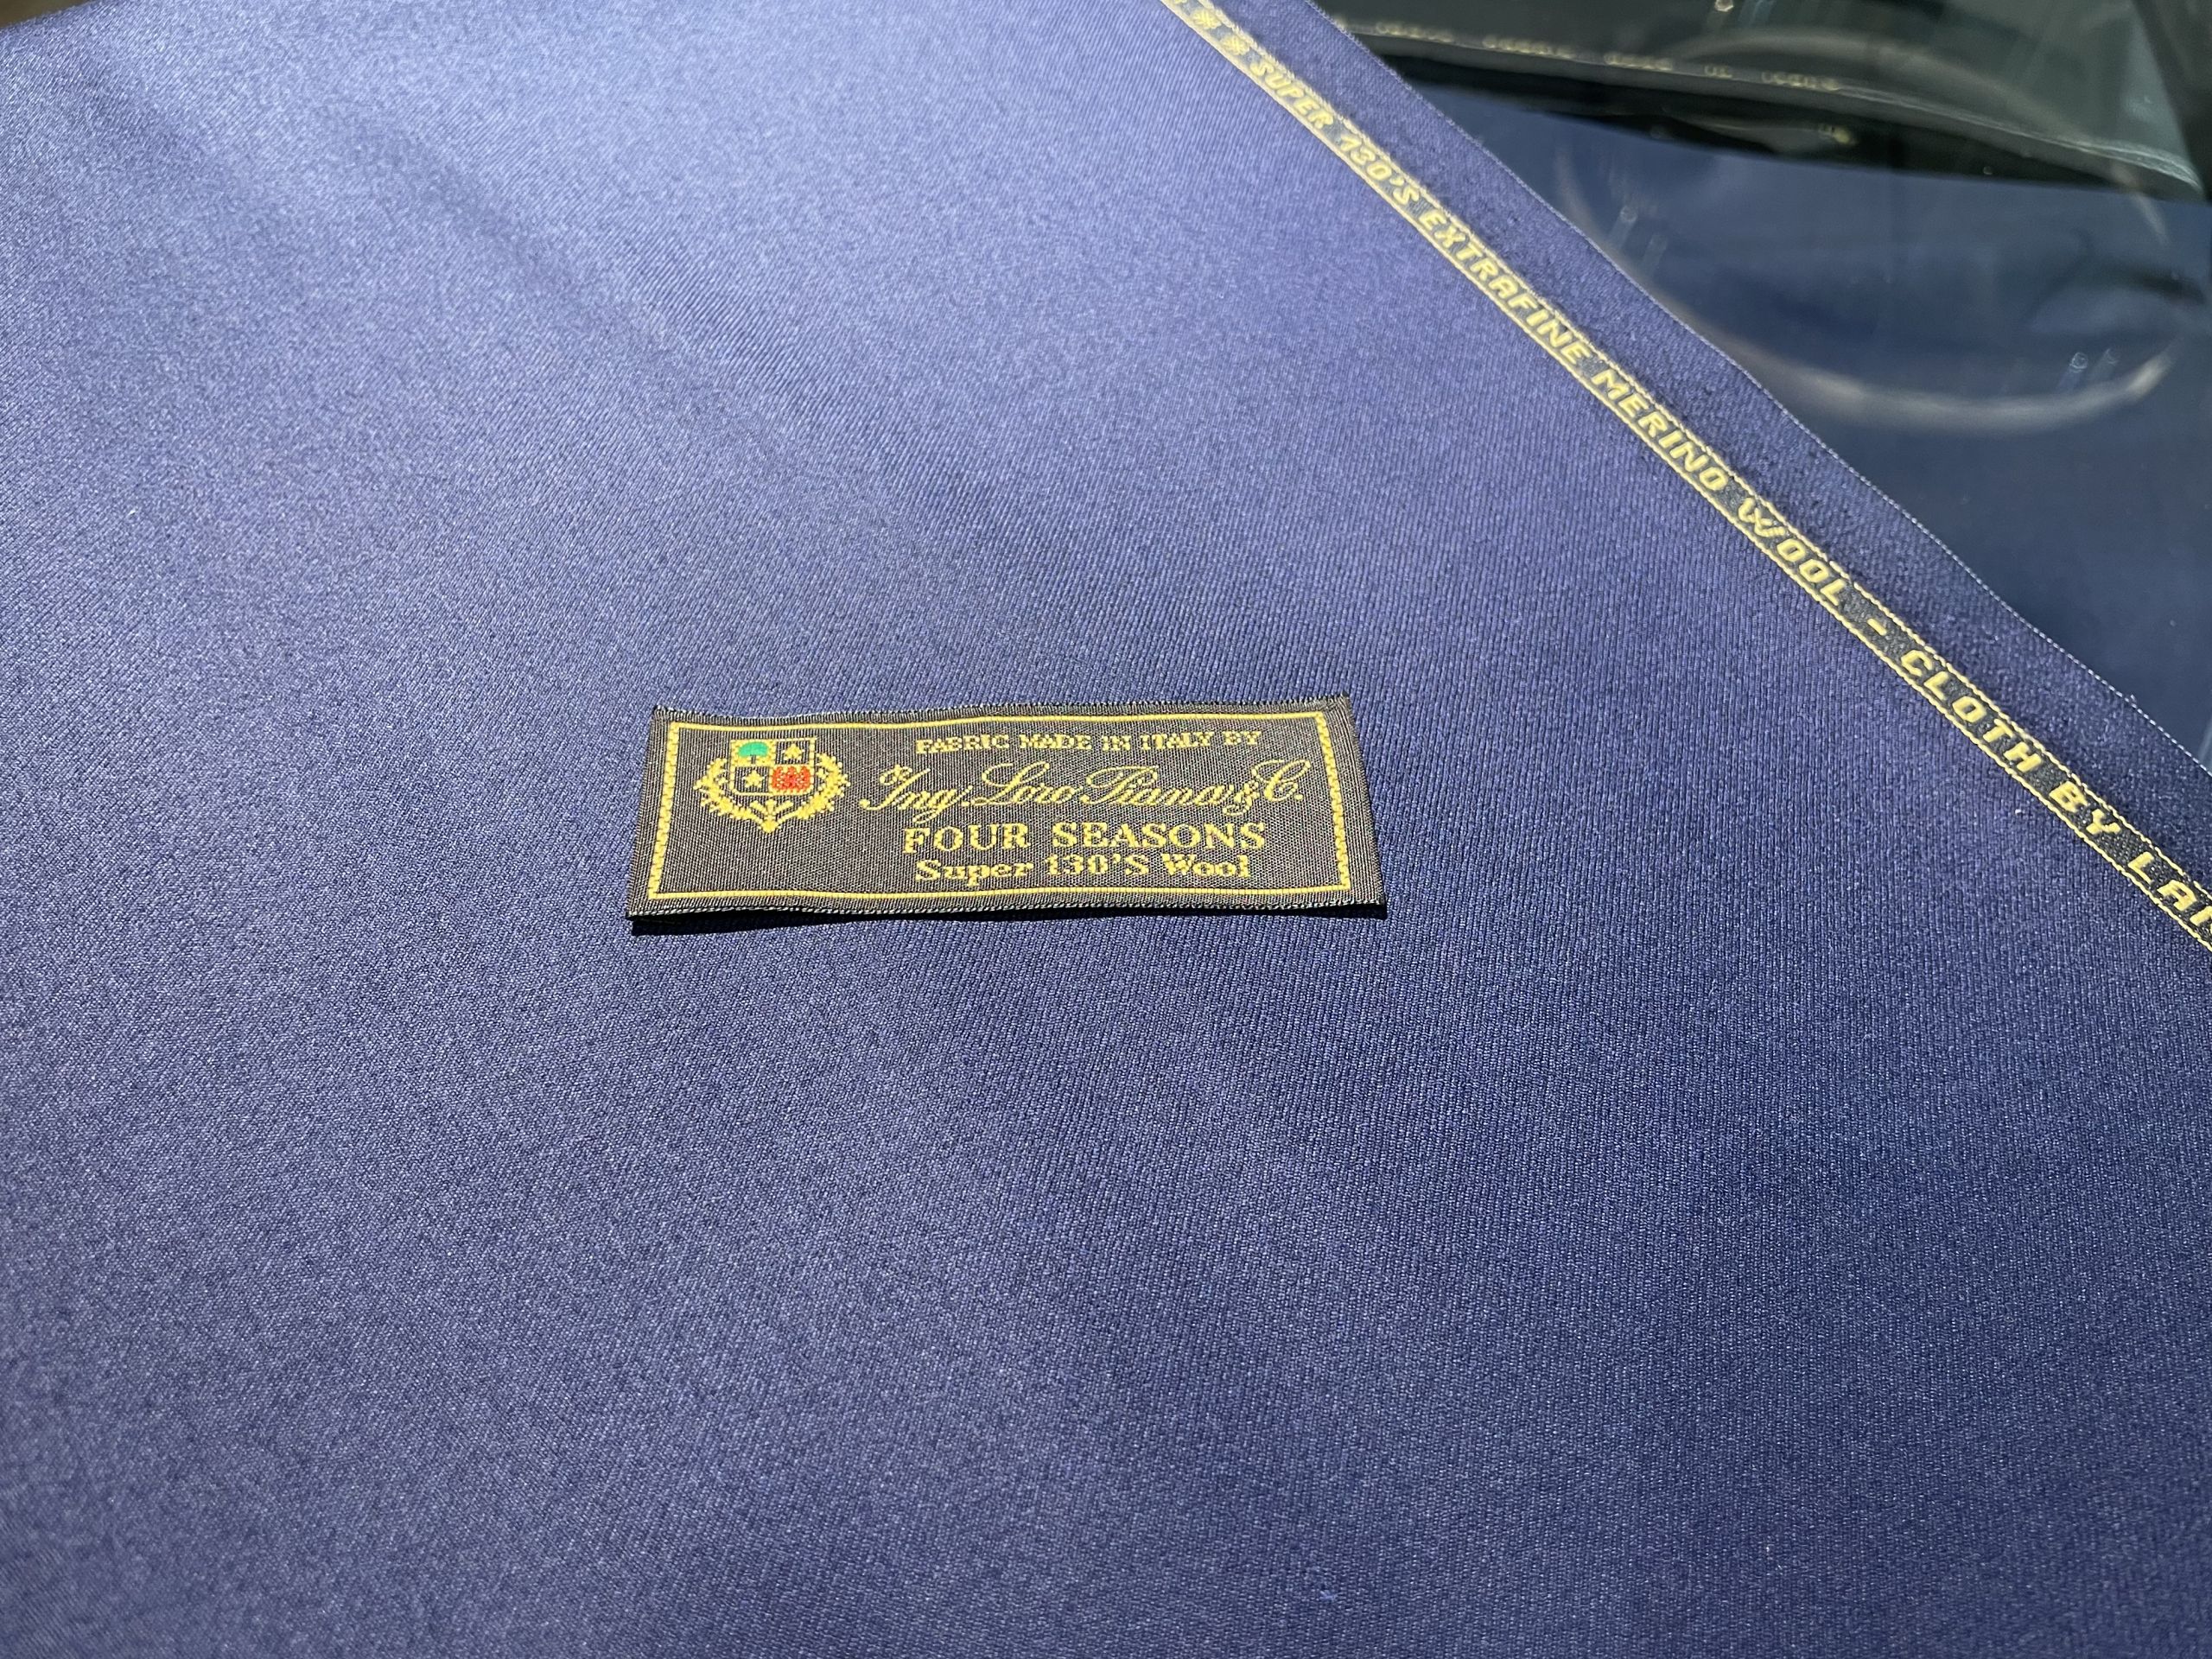 SUPER 130'S EXTRAFINE MERINO WOOL - CLOTH BY
FABRIC MADE IN ITALY BY
Ing. Loro Piana & C.
FOUR SEASONS
Super 130'S Wool